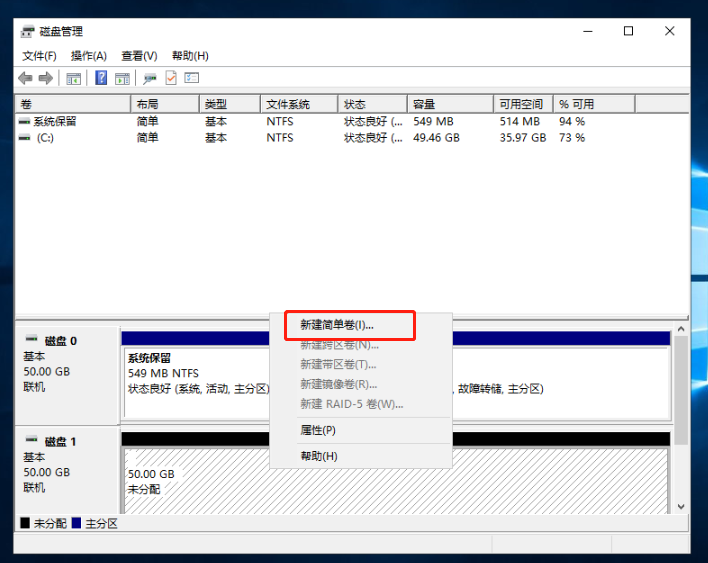 磁盘管理
文件(F) 操作(A) 查看(V) 帮助(H)
卷 布局 类型 文件系统 状态 容量 可用空间 % 可用
系统保留 简单 基本 NTFS 状态良好 (... 549 MB 514 MB 94 %
(C:) 简单 基本 NTFS 状态良好 (... 49.46 GB 35.97 GB 73 %
新建简单卷(I)...
新建跨区卷(N)...
新建带区卷(T)...
新建镜像卷(R)...
新建 RAID-5 卷(W)...
属性(P)
帮助(H)
磁盘 0
基本
50.00 GB
联机
系统保留
549 MB NTFS
状态良好 (系统, 活动, 主分区)
, 故障转储, 主分区)
磁盘 1
基本
50.00 GB
联机
50.00 GB
未分配
未分配 主分区